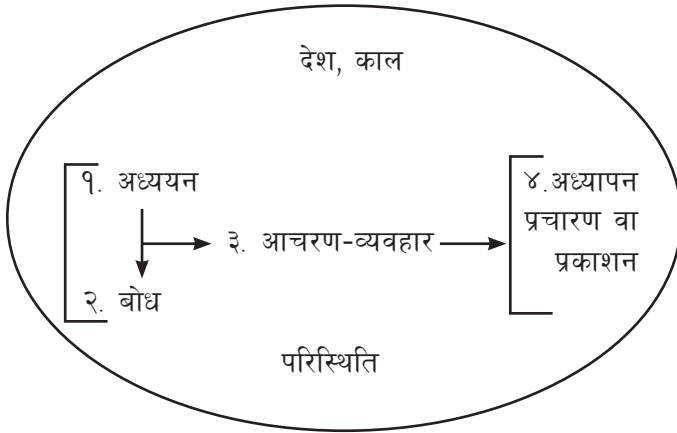 देश, काल
१. अध्ययन
२. बोध
३. आचरण-व्यवहार
४.अध्यापन
प्रचारण वा
प्रकाशन
परिस्थिति